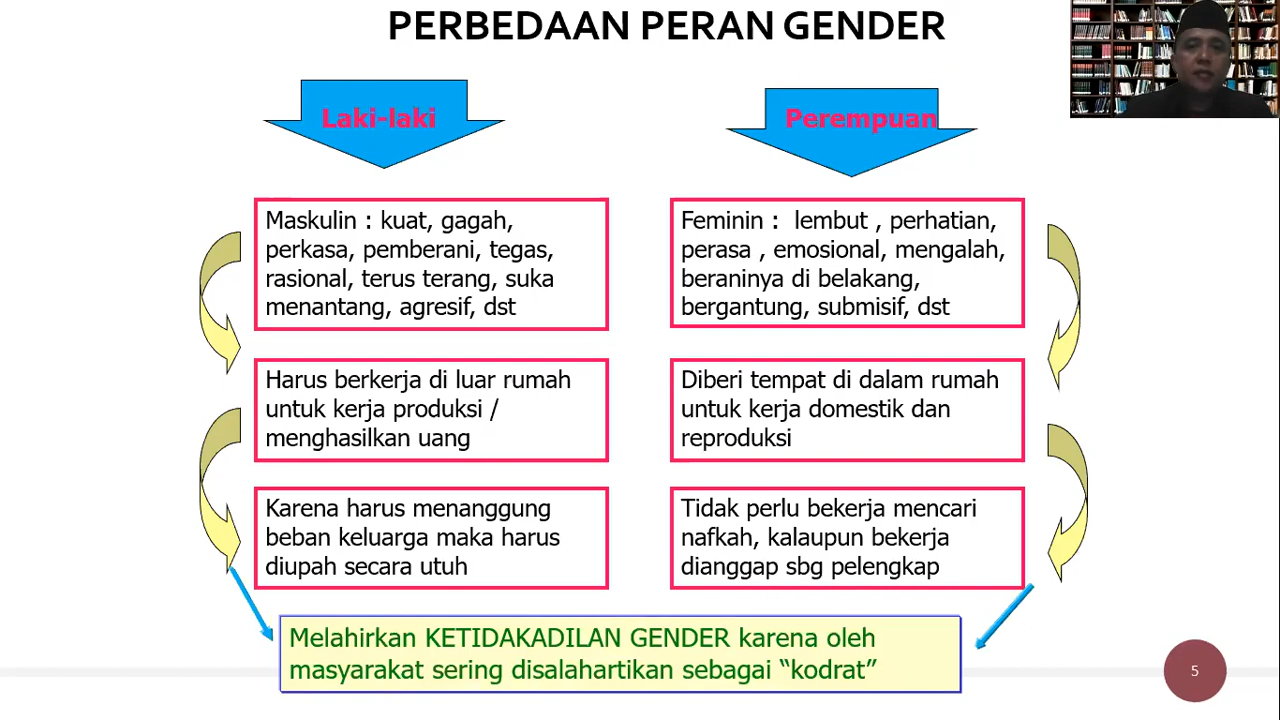 PERBEDAAN PERAN GENDER
Laki-laki
Maskulin : kuat, gagah,
perkasa, pemberani, tegas,
rasional, terus terang, suka
menantang, agresif, dst
Harus berkerja di luar rumah
untuk kerja produksi /
menghasilkan uang
Karena harus menanggung
beban keluarga maka harus
diupah secara utuh
Perempuan
Feminin : lembut , perhatian,
perasa , emosional, mengalah,
beraninya di belakang,
bergantung, submisif, dst
Diberi tempat di dalam rumah
untuk kerja domestik dan
reproduksi
Tidak perlu bekerja mencari
nafkah, kalaupun bekerja
dianggap sbg pelengkap
Melahirkan KETIDAKADILAN GENDER karena oleh
masyarakat sering disalahartikan sebagai “kodrat”
5